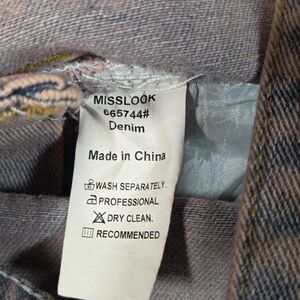 MISSLOOK
665744#
Denim
Made in China
WASH SEPARATELY.
PROFESSIONAL
DRY CLEAN.
RECOMMENDED